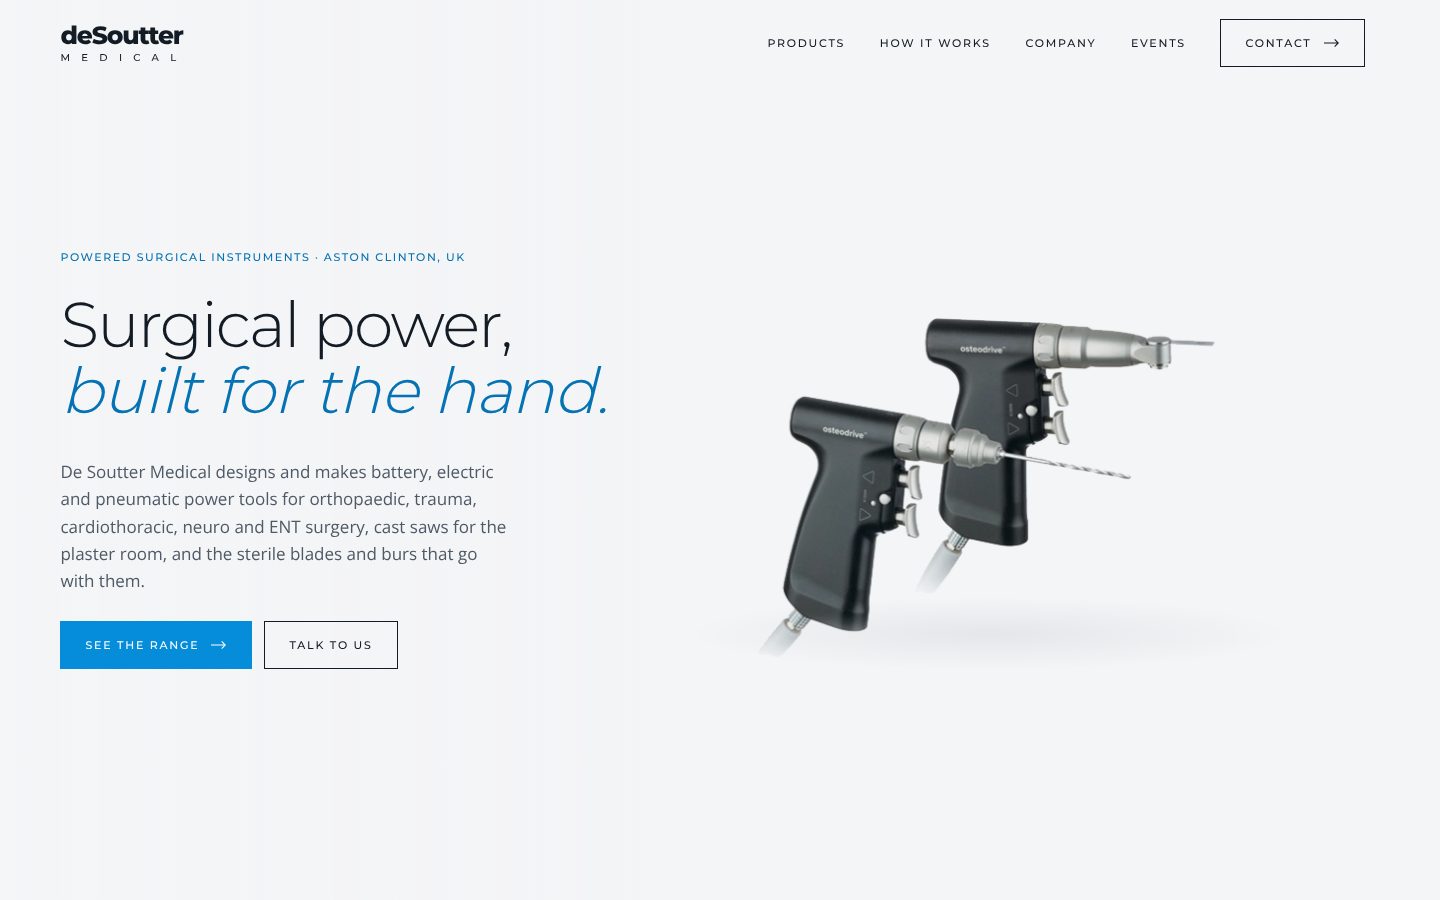 deSoutter
MEDICAL
PRODUCTS
HOW IT WORKS
COMPANY
EVENTS
CONTACT →
POWERED SURGICAL INSTRUMENTS · ASTON CLINTON, UK
Surgical power,
built for the hand.
De Soutter Medical designs and makes battery, electric
and pneumatic power tools for orthopaedic, trauma,
cardiothoracic, neuro and ENT surgery, cast saws for the
plaster room, and the sterile blades and burs that go
with them.
SEE THE RANGE →
TALK TO US
osteodrive™
osteodrive™